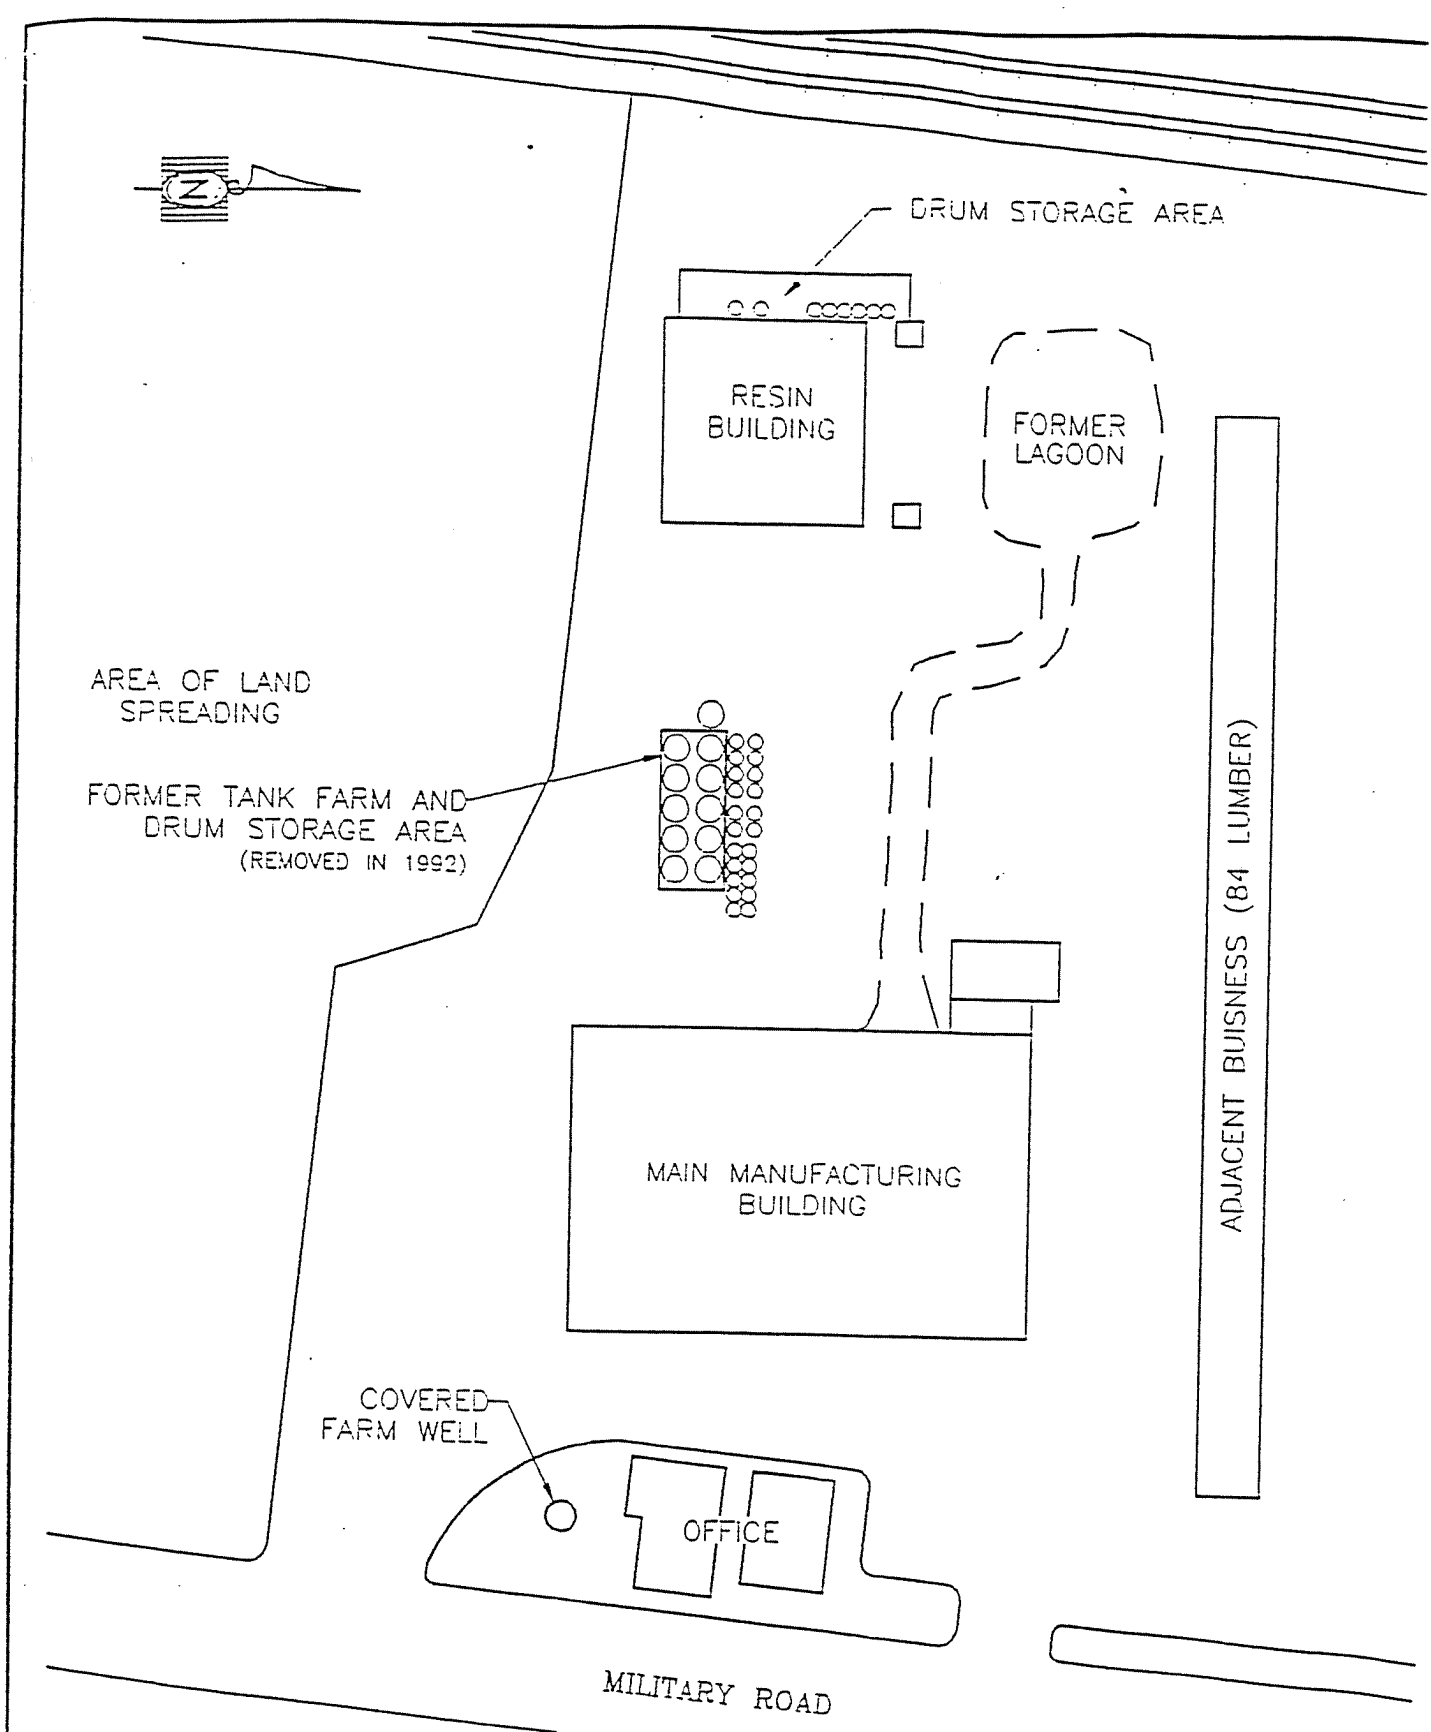 N
DRUM STORAGE AREA
RESIN
BUILDING
FORMER
LAGOON
AREA OF LAND
SPREADING
FORMER TANK FARM AND
DRUM STORAGE AREA
(REMOVED IN 1992)
ADJACENT BUISNESS (84 LUMBER)
MAIN MANUFACTURING
BUILDING
COVERED
FARM WELL
OFFICE
MILITARY ROAD